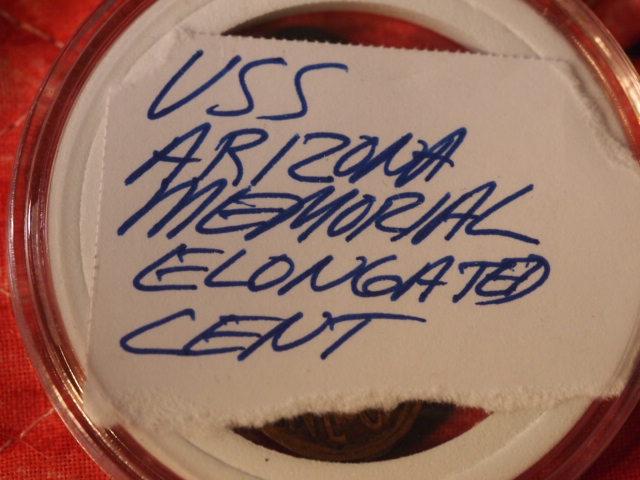 USS
ARIZONA
MEMORIAL
ELONGATED
CENT